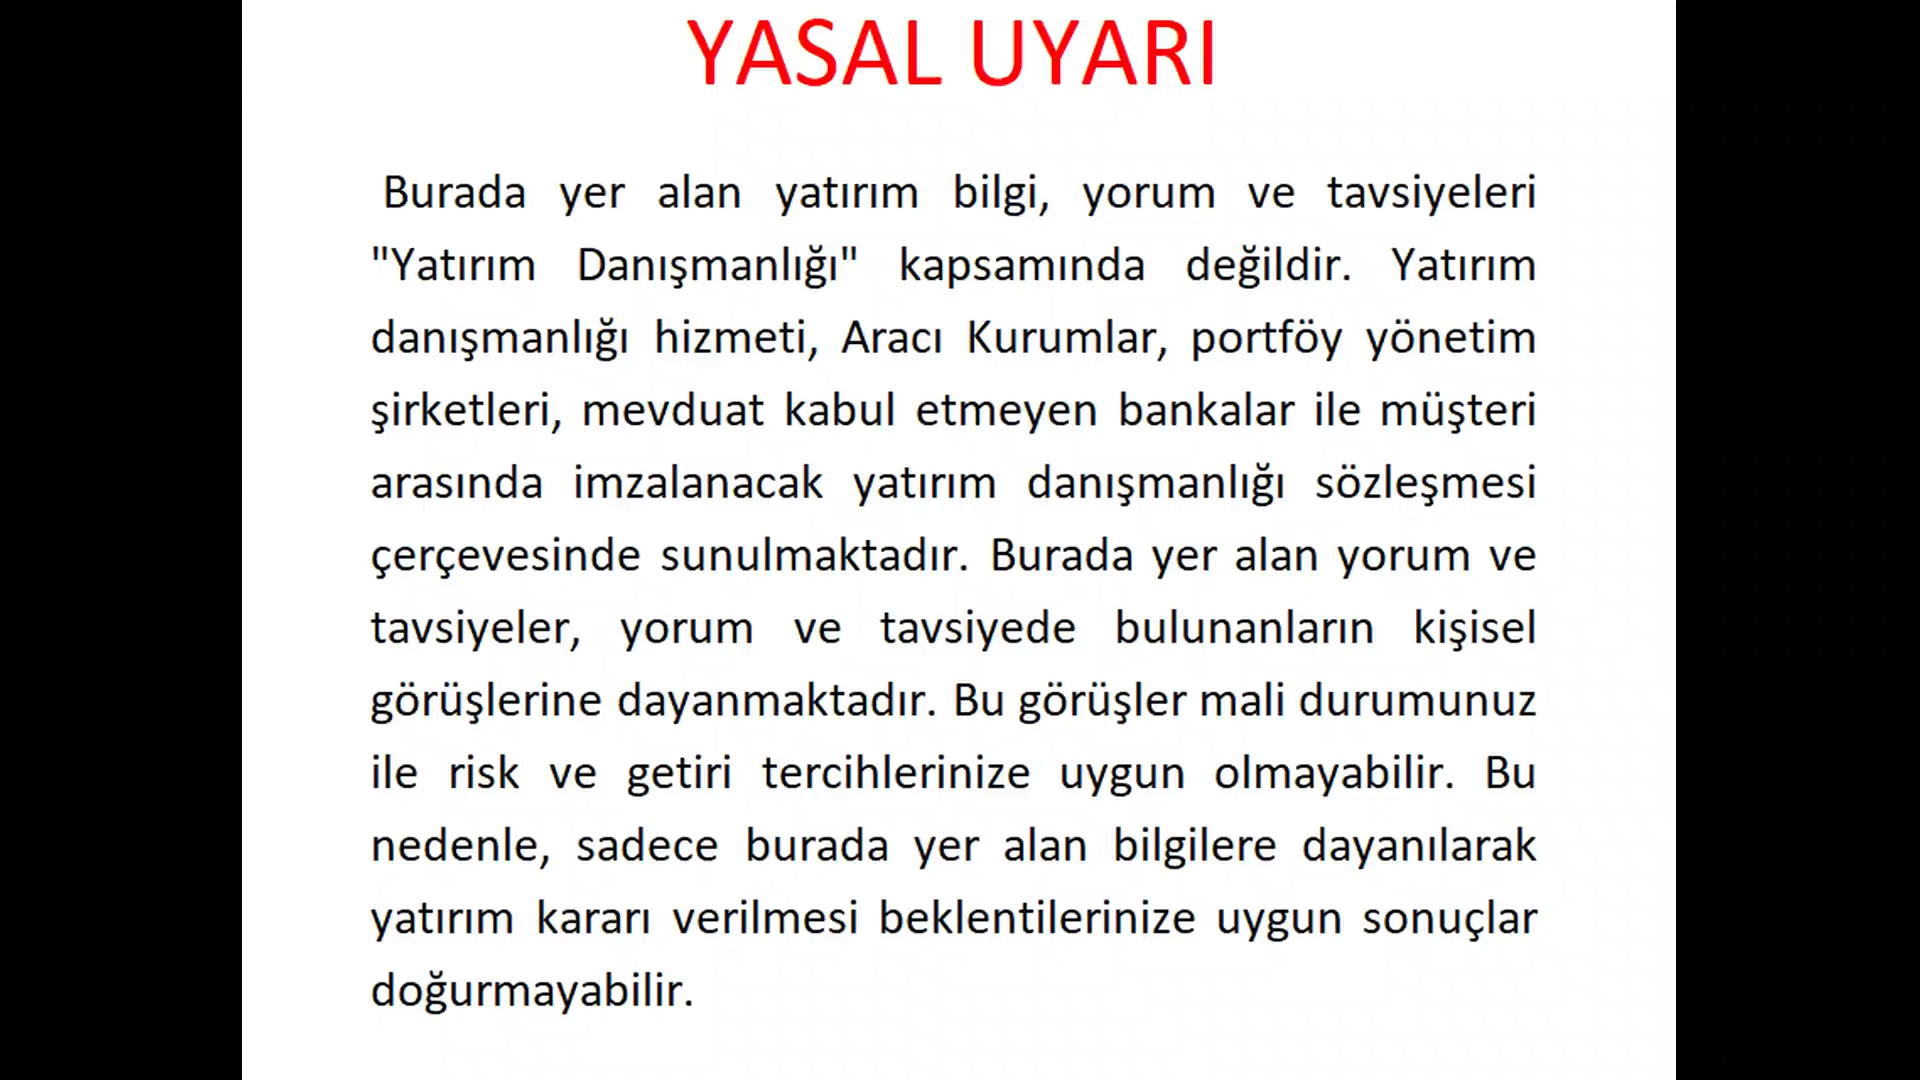 YASAL UYARI
Burada yer alan yatırım bilgi, yorum ve tavsiyeleri
"Yatırım Danışmanlığı" kapsamında değildir. Yatırım
danışmanlığı hizmeti, Aracı Kurumlar, portföy yönetim
şirketleri, mevduat kabul etmeyen bankalar ile müşteri
arasında imzalanacak yatırım danışmanlığı sözleşmesi
çerçevesinde sunulmaktadır. Burada yer alan yorum ve
tavsiyeler, yorum ve tavsiyede bulunanların kişisel
görüşlerine dayanmaktadır. Bu görüşler mali durumunuz
ile risk ve getiri tercihlerinize uygun olmayabilir. Bu
nedenle, sadece burada yer alan bilgilere dayanılarak
yatırım kararı verilmesi beklentilerinize uygun sonuçlar
doğurmayabilir.